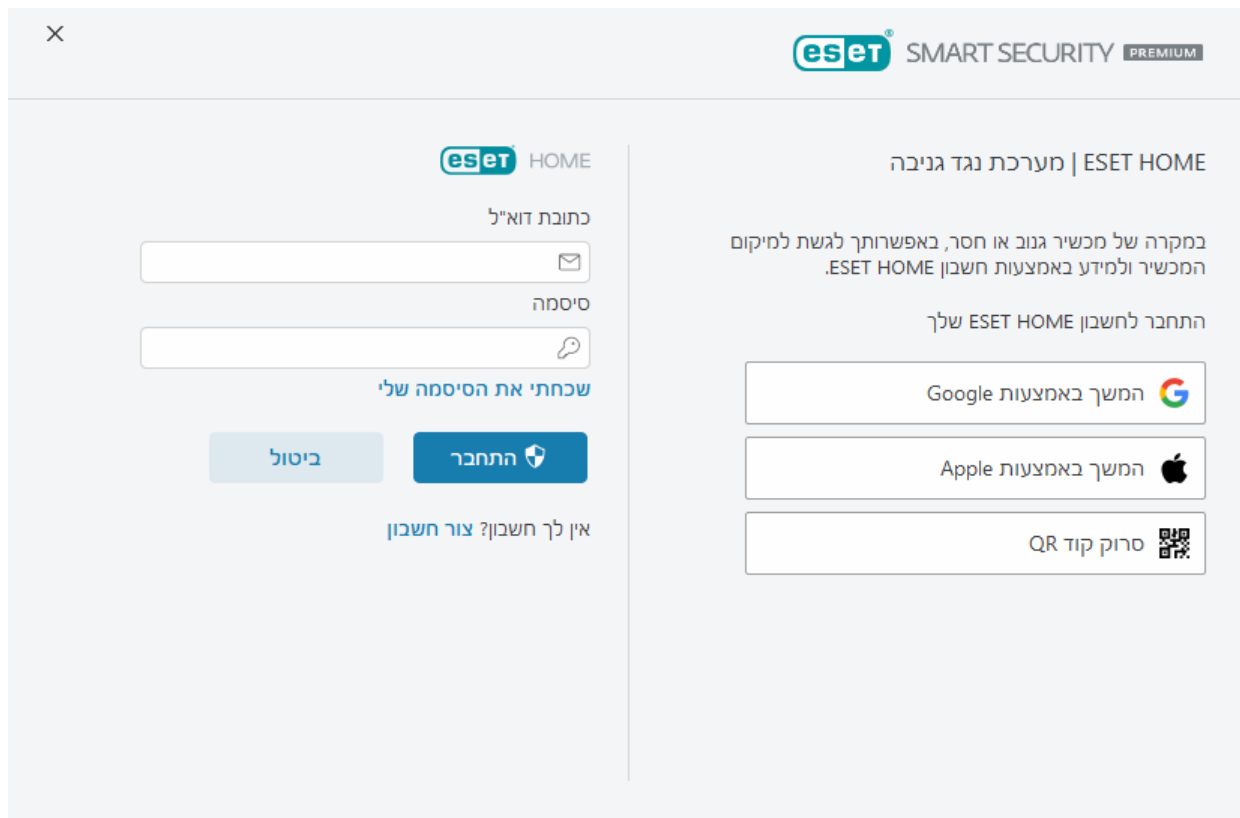 eset® SMART SECURITY PREMIUM
ESET HOME | מערכת נגד גניבה
במקרה של מכשיר גנוב או חסר, באפשרותך לגשת למיקום
המכשיר ולמידע באמצעות חשבון ESET HOME.
התחבר לחשבון ESET HOME שלך
המשך באמצעות Google
המשך באמצעות Apple
סרוק קוד QR
eset HOME
כתובת דוא"ל
סיסמה
שכחתי את הסיסמה שלי
התחבר
ביטול
אין לך חשבון? צור חשבון